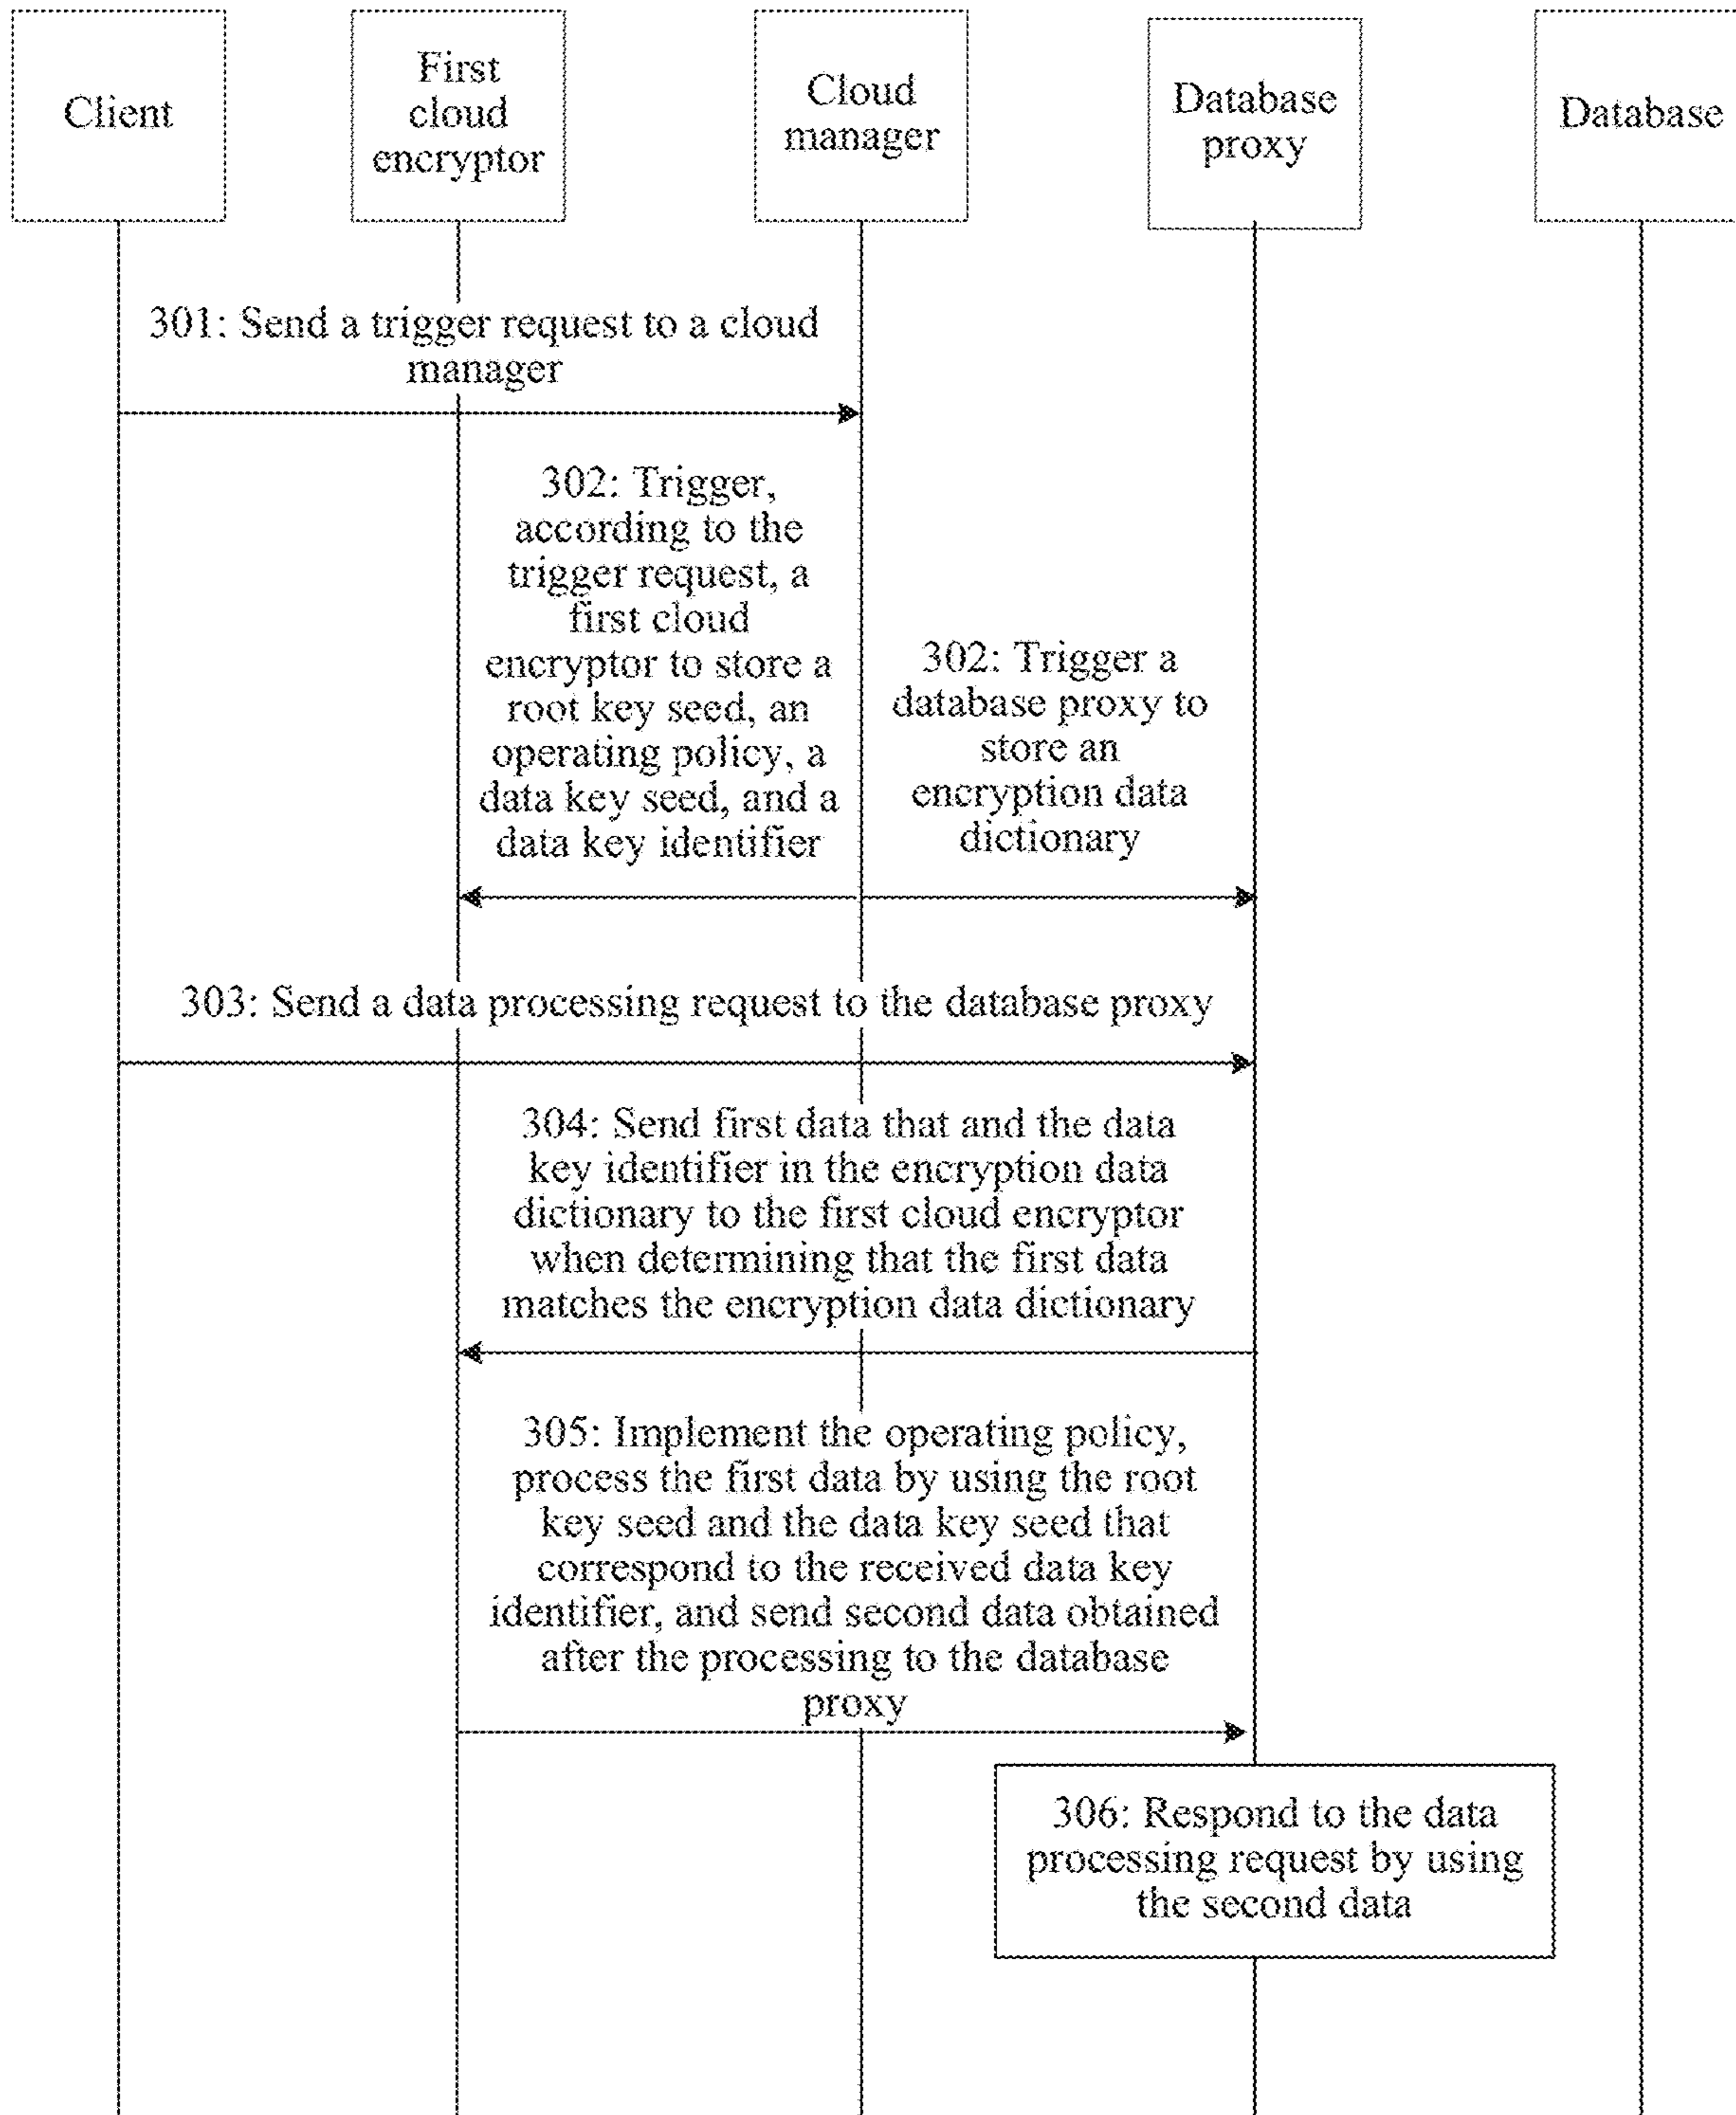 Client
First
cloud
encryptor
Cloud
manager
Database
proxy
Database
301: Send a trigger request to a cloud
manager
302: Trigger,
according to the
trigger request, a
first cloud
encryptor to store a
root key seed, an
operating policy, a
data key seed, and a
data key identifier
302: Trigger a
database proxy to
store an
encryption data
dictionary
303: Send a data processing request to the database proxy
304: Send first data that and the data
key identifier in the encryption data
dictionary to the first cloud encryptor
when determining that the first data
matches the encryption data dictionary
305: Implement the operating policy,
process the first data by using the root
key seed and the data key seed that
correspond to the received data key
identifier, and send second data obtained
after the processing to the database
proxy
306: Respond to the data
processing request by using
the second data